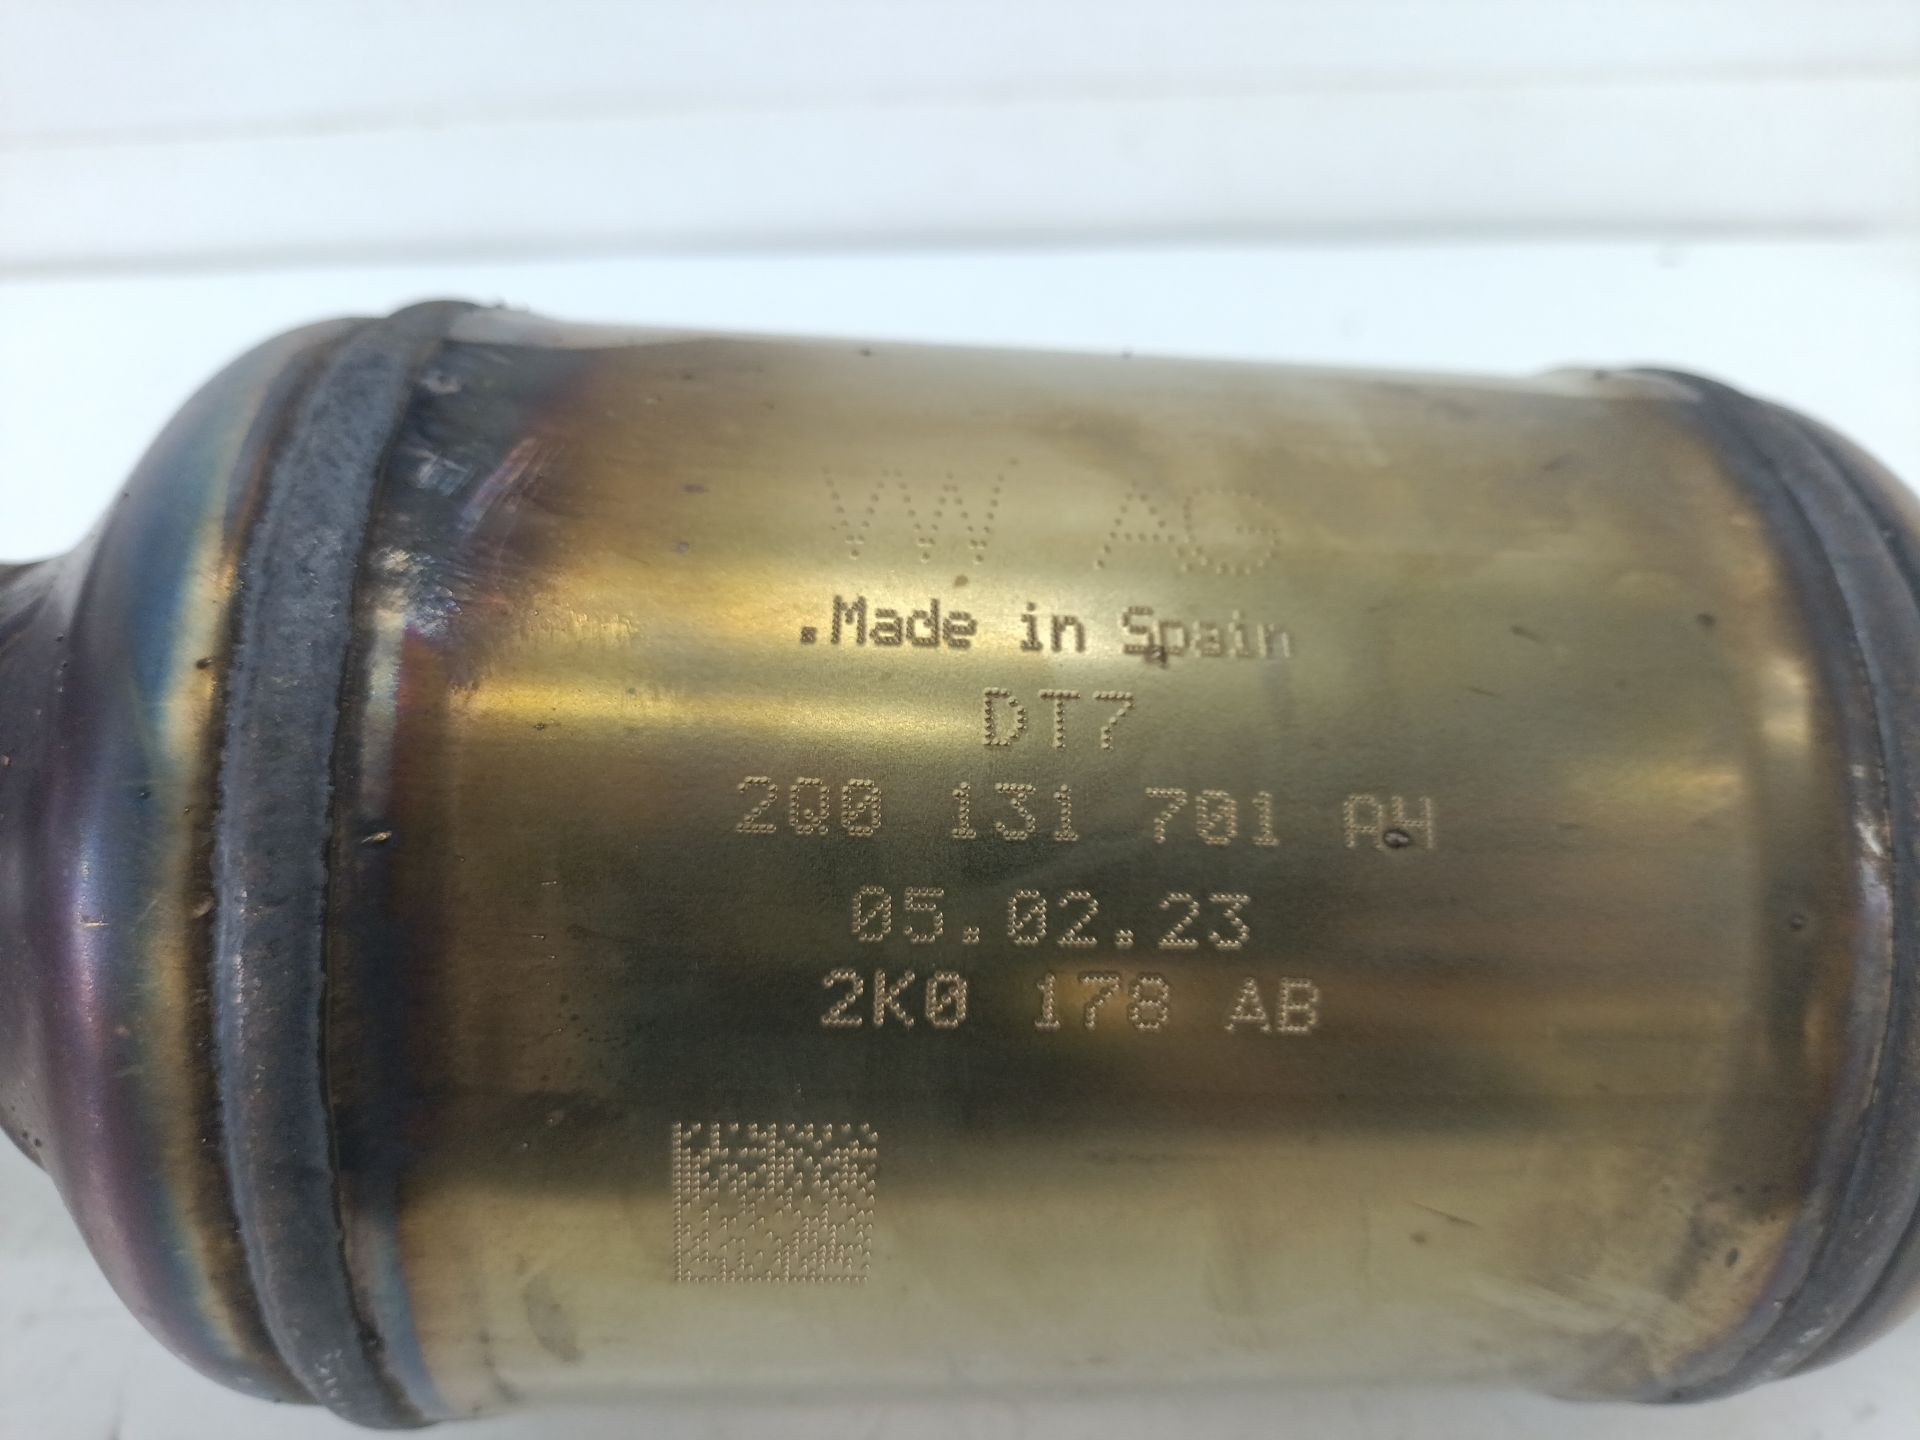 VW AG
.Made in Spain
DT7
2Q0 131 701 AH
05.02.23
2K0 178 AB